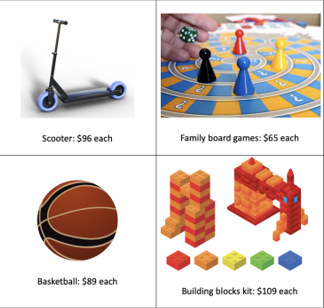 Scooter: $96 each
Family board games: $65 each
Basketball: $89 each
Building blocks kit: $109 each